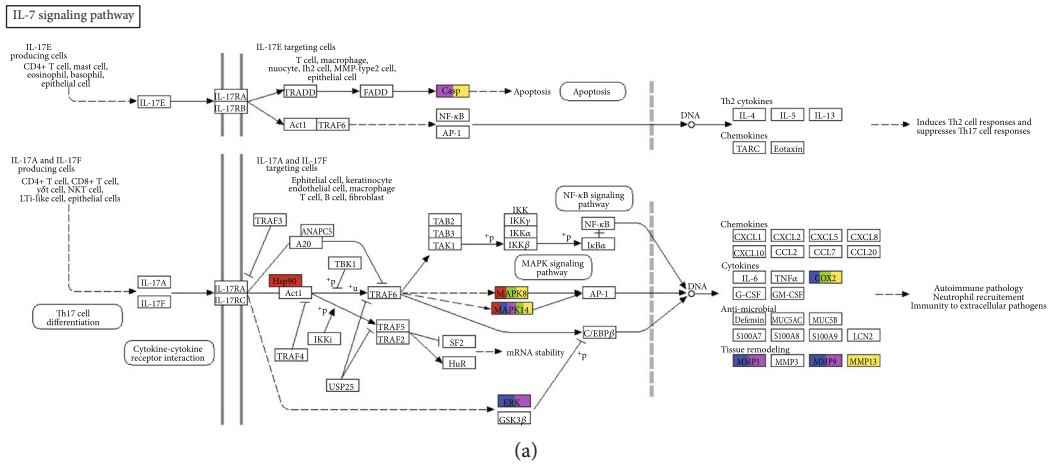 IL-7 signaling pathway
IL-17E
producing cells
CD4+ T cell, mast cell,
eosinophil, basophil,
epithelial cell
IL-17E
IL-17RA
IL-17RB
IL-17E targeting cells
T cell, macrophage,
nuocyte, Ih2 cell, MMP-type2 cell,
epithelial cell
TRADD
FADD
Casp
Apoptosis
Apoptosis
Act1
TRAF6
NF-κB
AP-1
DNA
Th2 cytokines
IL-4
IL-5
IL-13
Chemokines
TARC
Eotaxin
Induces Th2 cell responses and
suppresses Th17 cell responses
IL-17A and IL-17F
producing cells
CD4+ T cell, CD8+ T cell,
γδt cell, NKT cell,
LTi-like cell, epithelial cells
IL-17A
IL-17F
Th17 cell
differentiation
Cytokine-cytokine
receptor interaction
IL-17RA
IL-17RC
IL-17A and IL-17F
targeting cells
Ephitelial cell, keratinocyte
endothelial cell, macrophage
T cell, B cell, fibroblast
TRAF3
ANAPC5
A20
TBK1
Hsp90
Act1
+p
+u
TRAF6
+p
IKKi
TRAF4
TRAF5
TRAF2
USP25
SF2
HuR
mRNA stability
TAB2
TAB3
TAK1
+p
IKK
IKKγ
IKKα
IKKβ
+p
NF-κB
IκBα
NF-κB signaling
pathway
MAPK signaling
pathway
MAPK8
MAPK14
AP-1
C/EBPβ
+p
ERK
GSK3β
DNA
Chemokines
CXCL1
CXCL2
CXCL5
CXCL8
CXCL10
CCL2
CCL7
CCL20
Cytokines
IL-6
TNFα
COX2
G-CSF
GM-CSF
Anti-microbial
Defensin
MUC5AC
MUC5B
S100A7
S100A8
S100A9
LCN2
Tissue remodeling
MMP1
MMP3
MMP9
MMP13
Autoimmune pathology
Neutrophil recruitement
Immunity to extracellular pathogens
(a)